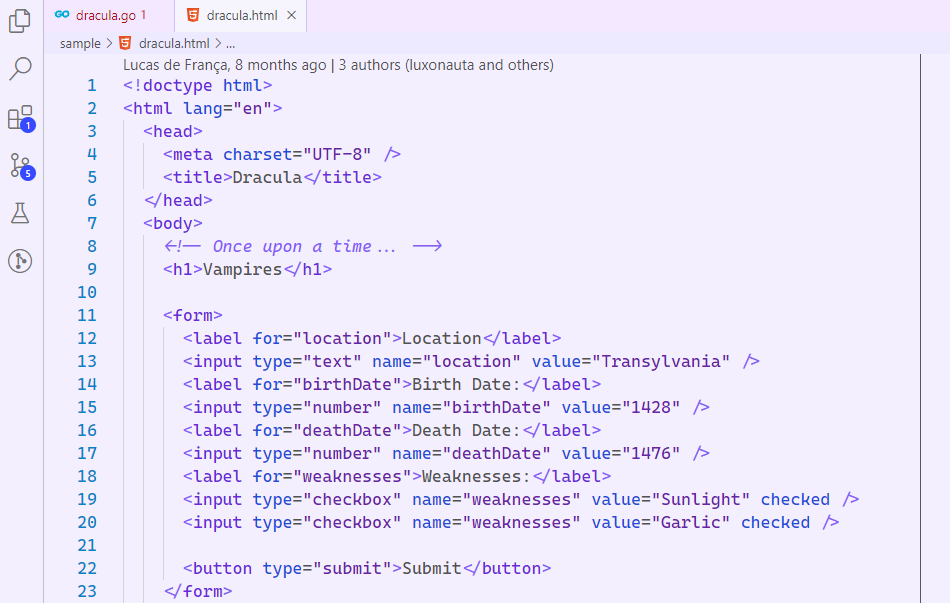 dracula.go 1
dracula.html
sample > dracula.html > ...
Lucas de França, 8 months ago | 3 authors (luxonauta and others)
1 <!doctype html>
2 <html lang="en">
3 <head>
4 <meta charset="UTF-8" />
5 <title>Dracula</title>
6 </head>
7 <body>
8 <!-- Once upon a time... -->
9 <h1>Vampires</h1>
10
11 <form>
12 <label for="location">Location</label>
13 <input type="text" name="location" value="Transylvania" />
14 <label for="birthDate">Birth Date:</label>
15 <input type="number" name="birthDate" value="1428" />
16 <label for="deathDate">Death Date:</label>
17 <input type="number" name="deathDate" value="1476" />
18 <label for="weaknesses">Weaknesses:</label>
19 <input type="checkbox" name="weaknesses" value="Sunlight" checked />
20 <input type="checkbox" name="weaknesses" value="Garlic" checked />
21
22 <button type="submit">Submit</button>
23 </form>
1
5